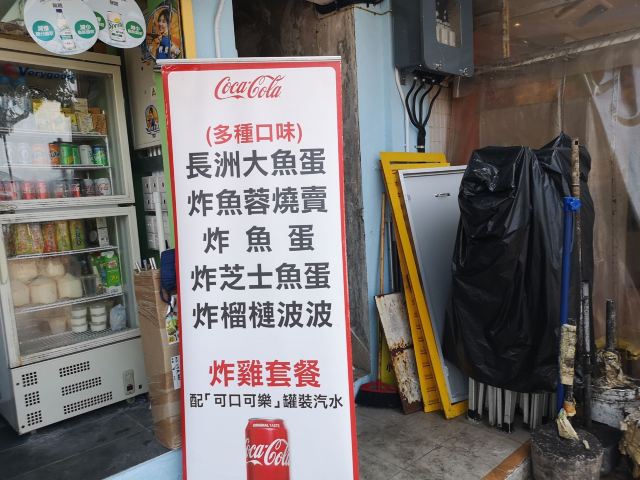 Coca-Cola
(多種口味)
長洲大魚蛋
炸魚蓉燒賣
炸魚蛋
炸芝士魚蛋
炸榴槤波波
炸雞套餐
配「可口可樂」罐裝汽水
ORIGINAL TASTE
Coca-Cola